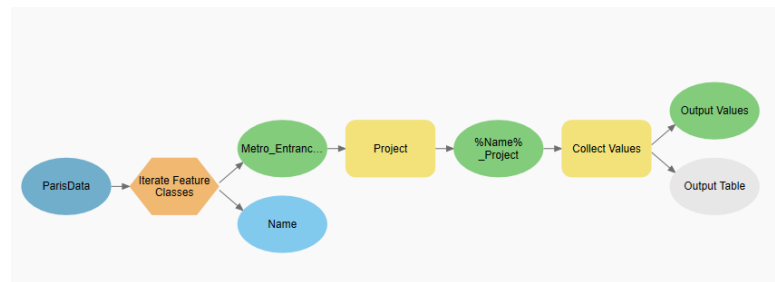 ParisData
Iterate Feature
Classes
Metro_Entranc...
Name
Project
%Name%
_Project
Collect Values
Output Values
Output Table